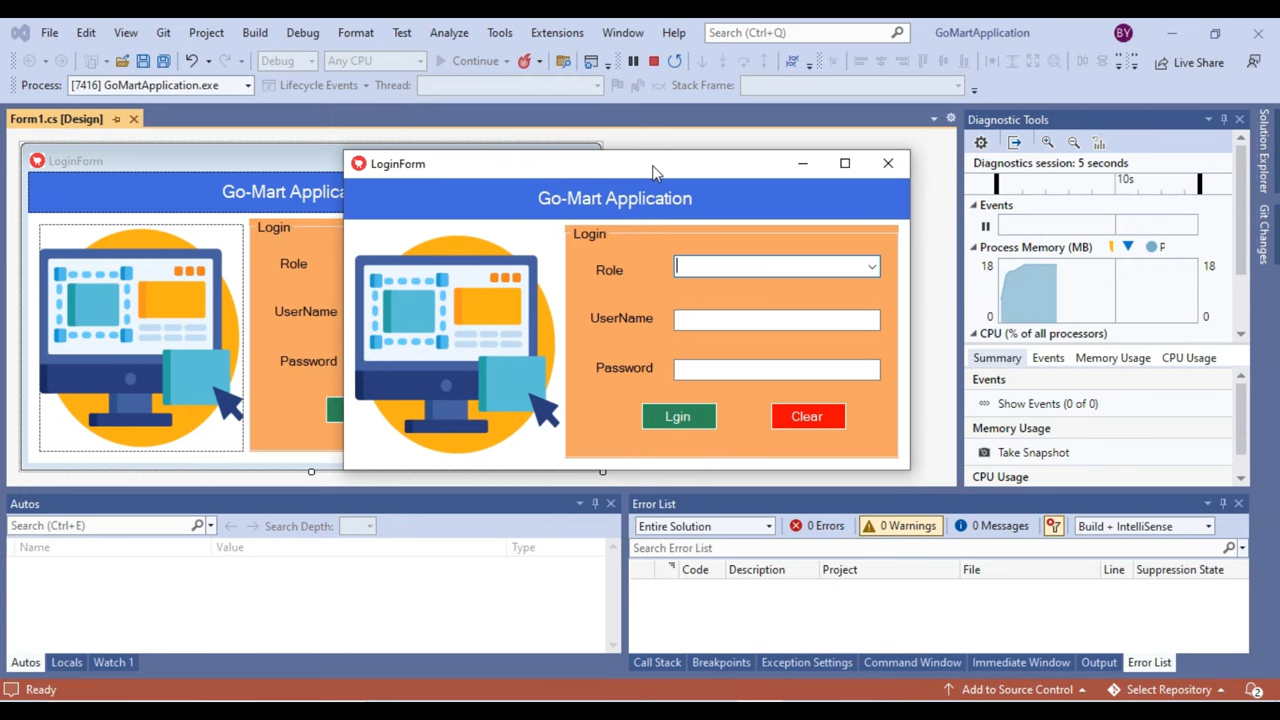 File Edit View Git Project Build Debug Format Test Analyze Tools Extensions Window Help Search (Ctrl+Q) GoMartApplication BY
Debug Any CPU Continue Live Share
Process: [7416] GoMartApplication.exe Lifecycle Events Thread: Stack Frame:
Form1.cs [Design]
LoginForm
Go-Mart Applica
Login
Role
UserName
Password
LoginForm
Go-Mart Application
Login
Role
UserName
Password
Lgin Clear
Diagnostic Tools
Diagnostics session: 5 seconds
10s
Events
Process Memory (MB) P
18 18
0 0
CPU (% of all processors)
Summary Events Memory Usage CPU Usage
Events
Show Events (0 of 0)
Memory Usage
Take Snapshot
CPU Usage
Solution Explorer
Git Changes
Autos
Search (Ctrl+E) Search Depth:
Name Value Type
Autos Locals Watch 1
Error List
Entire Solution 0 Errors 0 Warnings 0 Messages Build + IntelliSense
Search Error List
Code Description Project File Line Suppression State
Call Stack Breakpoints Exception Settings Command Window Immediate Window Output Error List
Ready Add to Source Control Select Repository 2